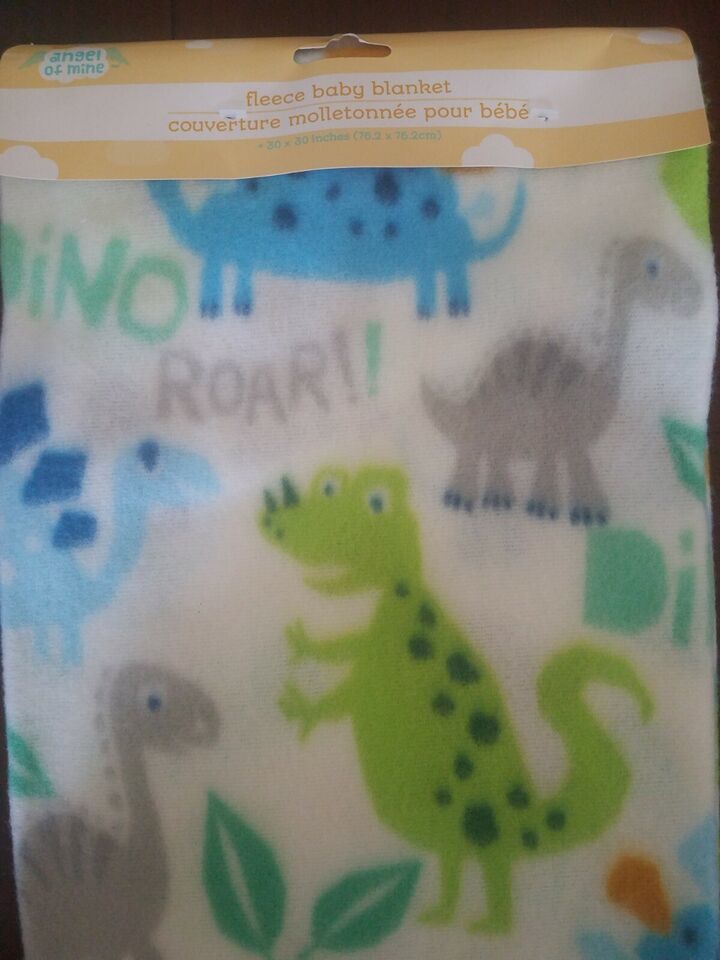 angel
of mine™
fleece baby blanket
couverture molletonnée pour bébé
• 30 x 30 inches (76.2 x 76.2cm)
DiNO
ROAR!!
Di